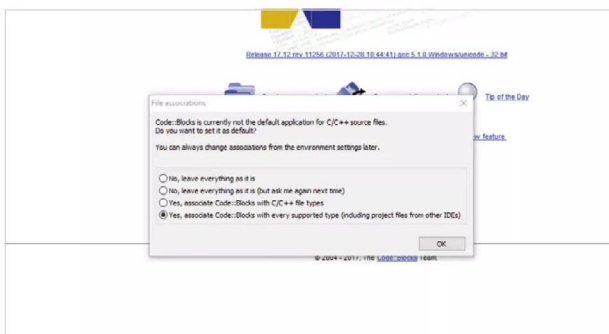 Release 17.12 rev 11256 (2017-12-28 10:44:41) gcc 5.1.0 Windows/unicode - 32 bit
Tip of the Day
File associations
Code::Blocks is currently not the default application for C/C++ source files.
Do you want to set it as default?
You can always change associations from the environment settings later.
w feature.
No, leave everything as it is
No, leave everything as it is (but ask me again next time)
Yes, associate Code::Blocks with C/C++ file types
Yes, associate Code::Blocks with every supported type (including project files from other IDEs)
OK
© 2004 - 2017, The Code::Blocks Team.